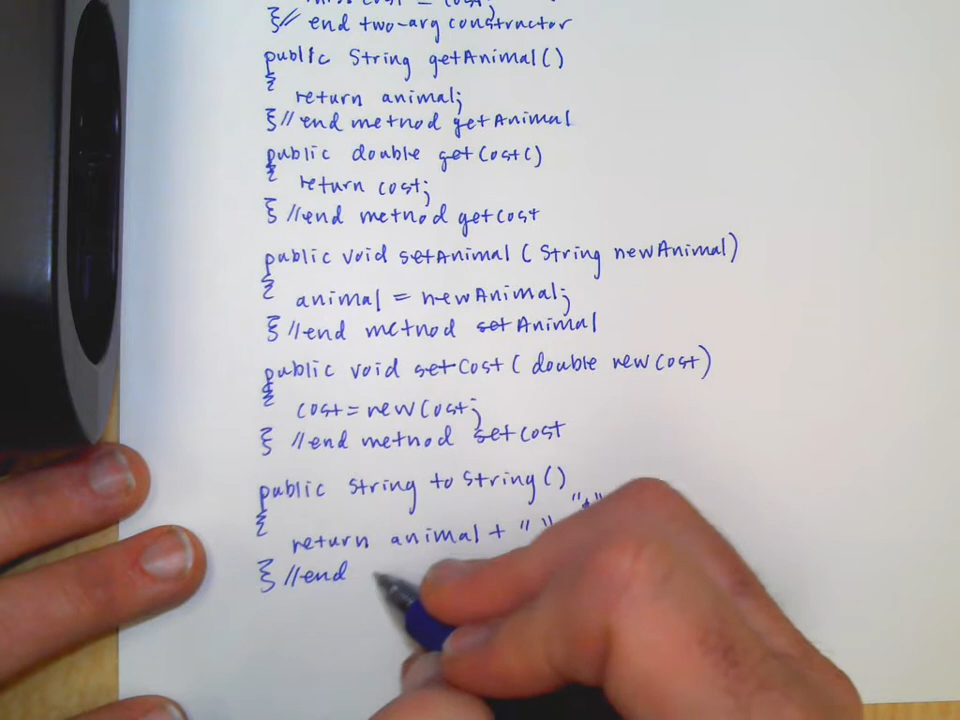 } // end two-arg constructor
public String getAnimal()
{
return animal;
} // end method getAnimal
public double getCost()
{
return cost;
} //end method getCost
public void setAnimal (String newAnimal)
{
animal = newAnimal;
} //end method setAnimal
public void setCost (double newCost)
{
cost = newCost;
} //end method setCost
public String toString()
{
return animal + " "
} //end